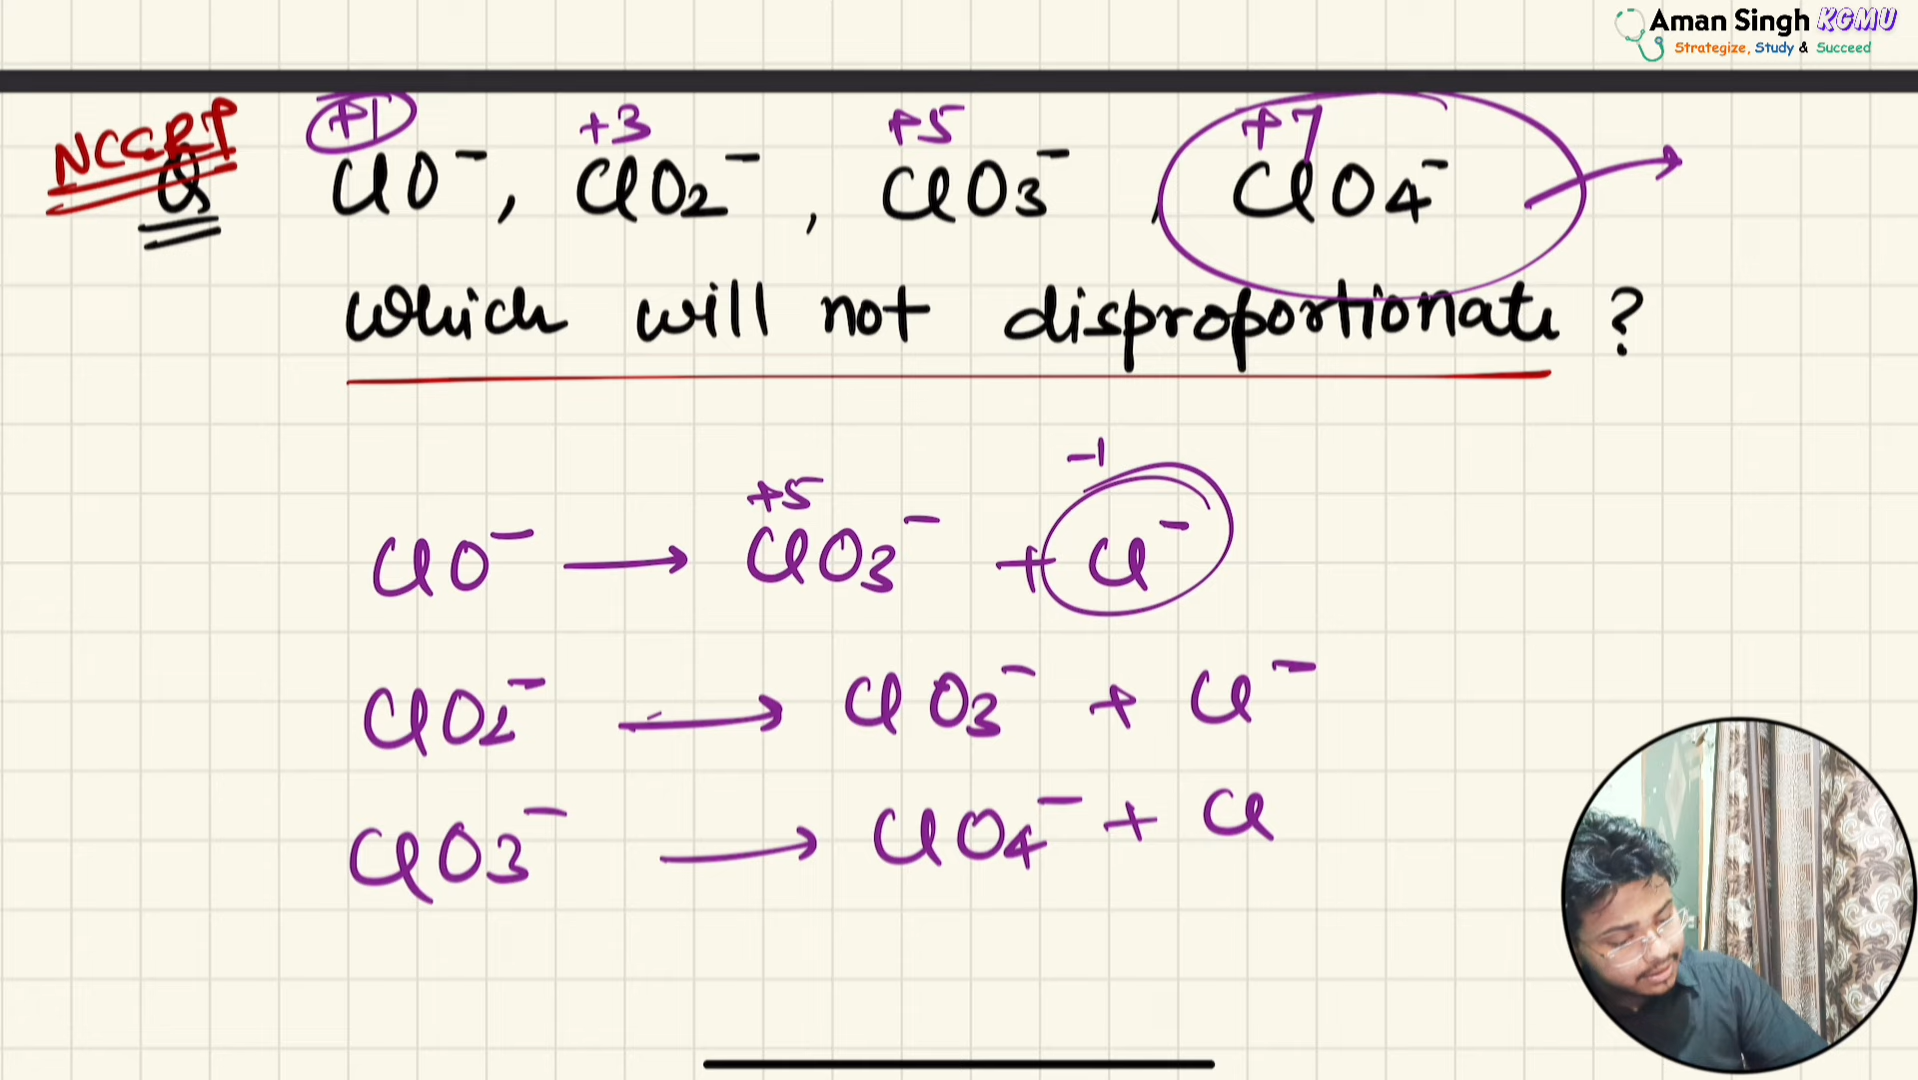 Aman Singh KGMU
Strategize, Study & Succeed
NCERT
+1 +3 +5 +7
Q ClO⁻, ClO2⁻, ClO3⁻, ClO4⁻
which will not disproportionate ?
+5 -1
ClO⁻ → ClO3⁻ + Cl⁻
ClO2⁻ → ClO3⁻ + Cl⁻
ClO3⁻ → ClO4⁻ + Cl